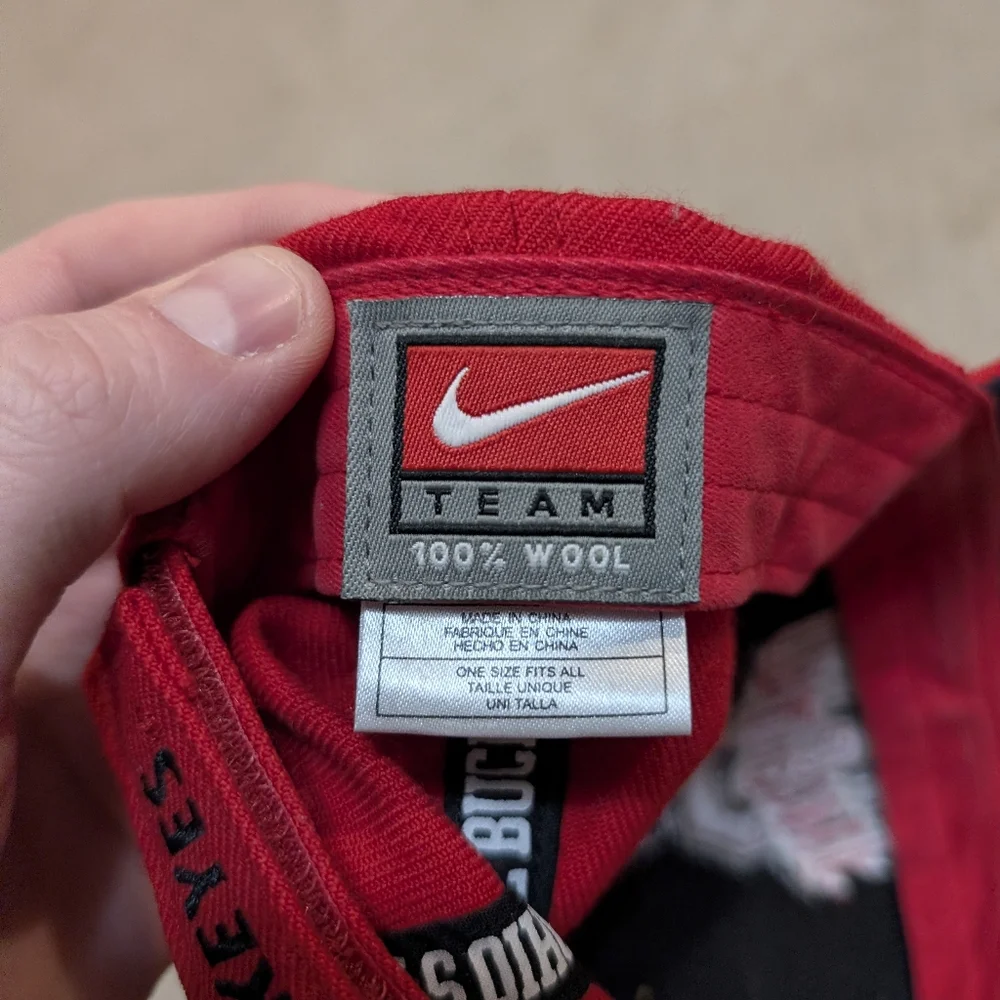 TEAM
100% WOOL
MADE IN CHINA
FABRIQUE EN CHINE
HECHO EN CHINA
ONE SIZE FITS ALL
TAILLE UNIQUE
UNI TALLA
BUC
EYES
OHIO S